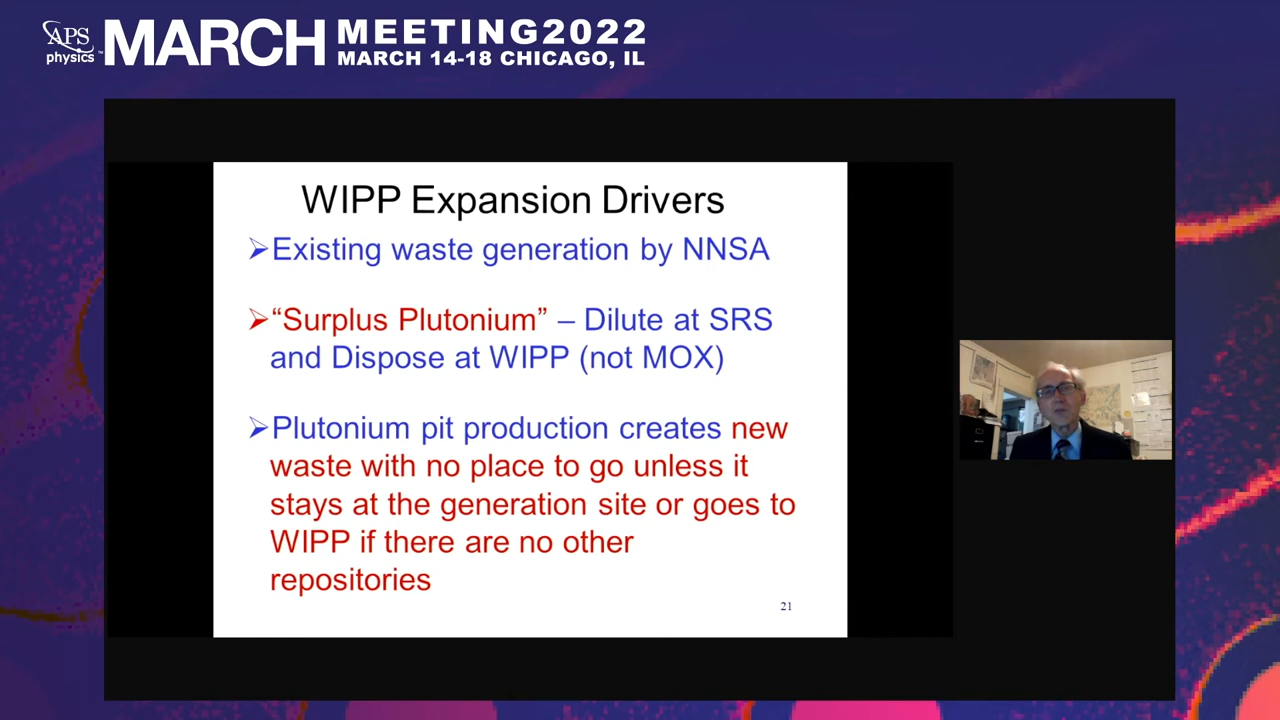 APS
physics
MARCH
MEETING2022
MARCH 14-18 CHICAGO, IL
WIPP Expansion Drivers
➢Existing waste generation by NNSA
➢“Surplus Plutonium” – Dilute at SRS
and Dispose at WIPP (not MOX)
➢Plutonium pit production creates new
waste with no place to go unless it
stays at the generation site or goes to
WIPP if there are no other
repositories
21